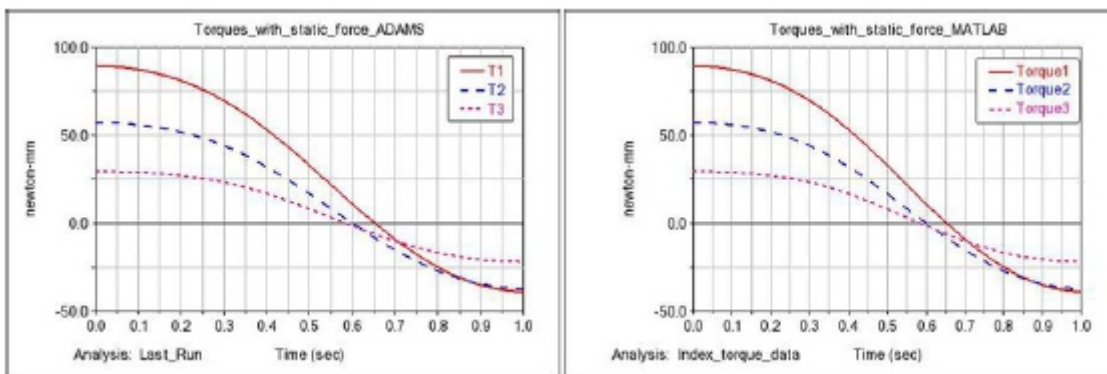 Torques_with_static_force_ADAMS
100.0
50.0
0.0
-50.0
newton-mm
T1
T2
T3
0.0 0.1 0.2 0.3 0.4 0.5 0.6 0.7 0.8 0.9 1.0
Analysis: Last_Run Time (sec)
Torques_with_static_force_MATLAB
100.0
50.0
0.0
-50.0
newton-mm
Torque1
Torque2
Torque3
0.0 0.1 0.2 0.3 0.4 0.5 0.6 0.7 0.8 0.9 1.0
Analysis: Index_torque_data Time (sec)